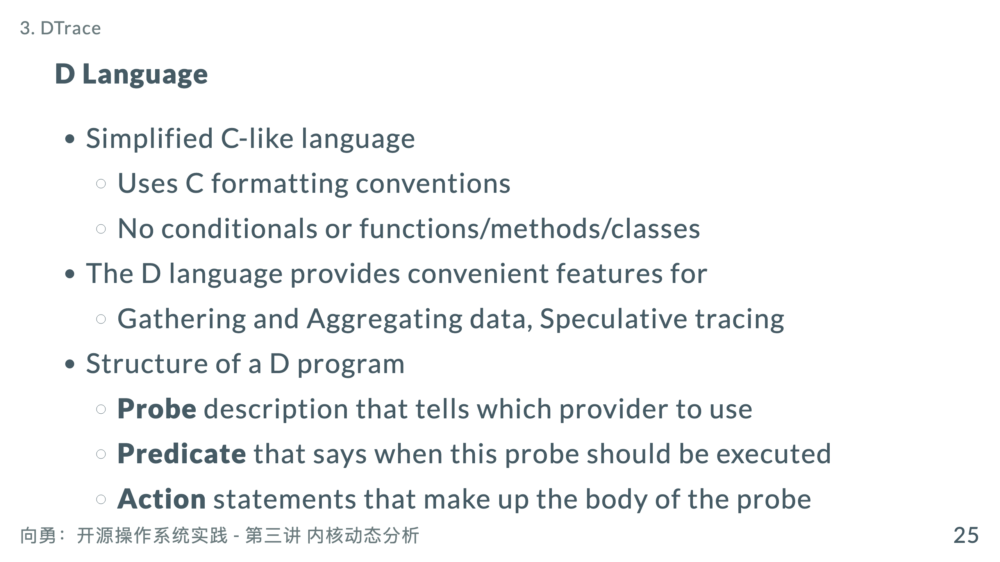 3. DTrace
D Language
• Simplified C-like language
○ Uses C formatting conventions
○ No conditionals or functions/methods/classes
• The D language provides convenient features for
○ Gathering and Aggregating data, Speculative tracing
• Structure of a D program
○ Probe description that tells which provider to use
○ Predicate that says when this probe should be executed
○ Action statements that make up the body of the probe
向勇：开源操作系统实践 - 第三讲 内核动态分析
25